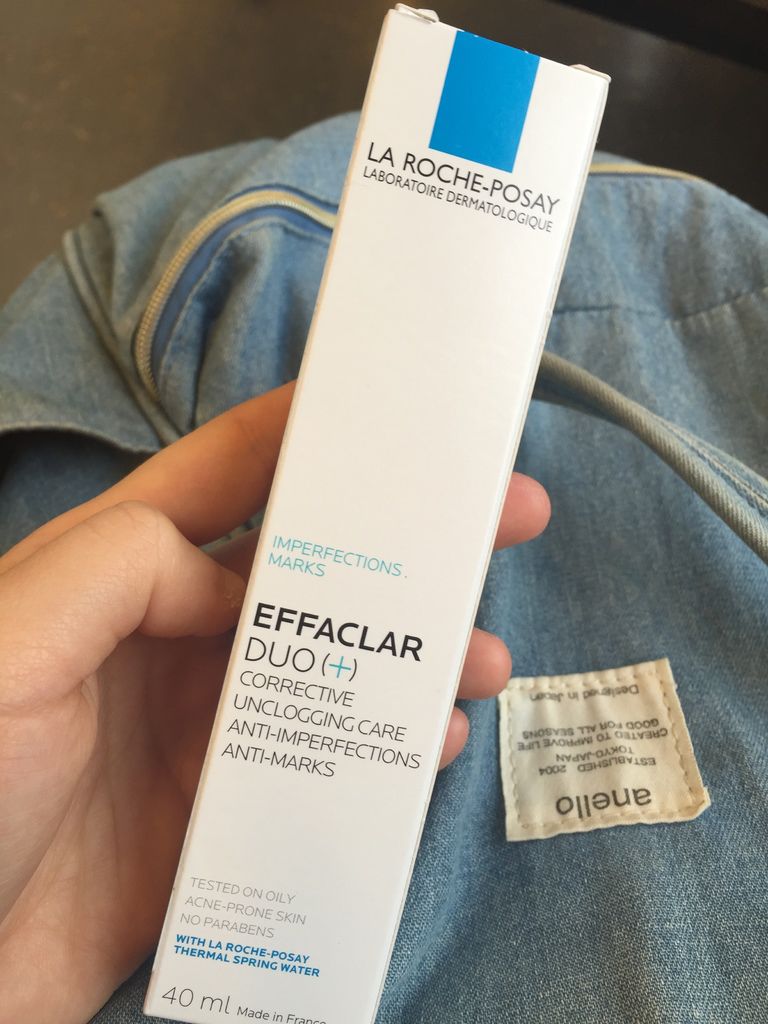 LA ROCHE-POSAY
LABORATOIRE DERMATOLOGIQUE
IMPERFECTIONS
MARKS
EFFACLAR
DUO (+)
CORRECTIVE
UNCLOGGING CARE
ANTI-IMPERFECTIONS
ANTI-MARKS
TESTED ON OILY
ACNE-PRONE SKIN
NO PARABENS
WITH LA ROCHE-POSAY
THERMAL SPRING WATER
40 ml Made in France
anello
ESTABLISHED 2004
TOKYO-JAPAN
CREATED TO IMPROVE LIFE
GOOD FOR ALL SEASONS
Designed in Japan